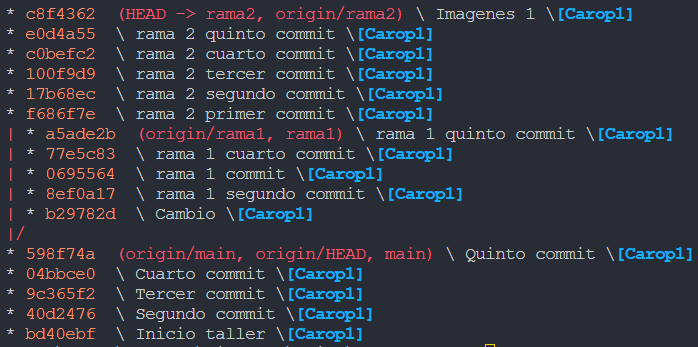 * c8f4362 (HEAD -> rama2, origin/rama2) \ Imagenes 1 \[Carop1]
* e0d4a55 \ rama 2 quinto commit \[Carop1]
* c0befc2 \ rama 2 cuarto commit \[Carop1]
* 100f9d9 \ rama 2 tercer commit \[Carop1]
* 17b68ec \ rama 2 segundo commit \[Carop1]
* f686f7e \ rama 2 primer commit \[Carop1]
| * a5ade2b (origin/rama1, rama1) \ rama 1 quinto commit \[Carop1]
| * 77e5c83 \ rama 1 cuarto commit \[Carop1]
| * 0695564 \ rama 1 commit \[Carop1]
| * 8ef0a17 \ rama 1 segundo commit \[Carop1]
| * b29782d \ Cambio \[Carop1]
|/
* 598f74a (origin/main, origin/HEAD, main) \ Quinto commit \[Carop1]
* 04bbce0 \ Cuarto commit \[Carop1]
* 9c365f2 \ Tercer commit \[Carop1]
* 40d2476 \ Segundo commit \[Carop1]
* bd40ebf \ Inicio taller \[Carop1]